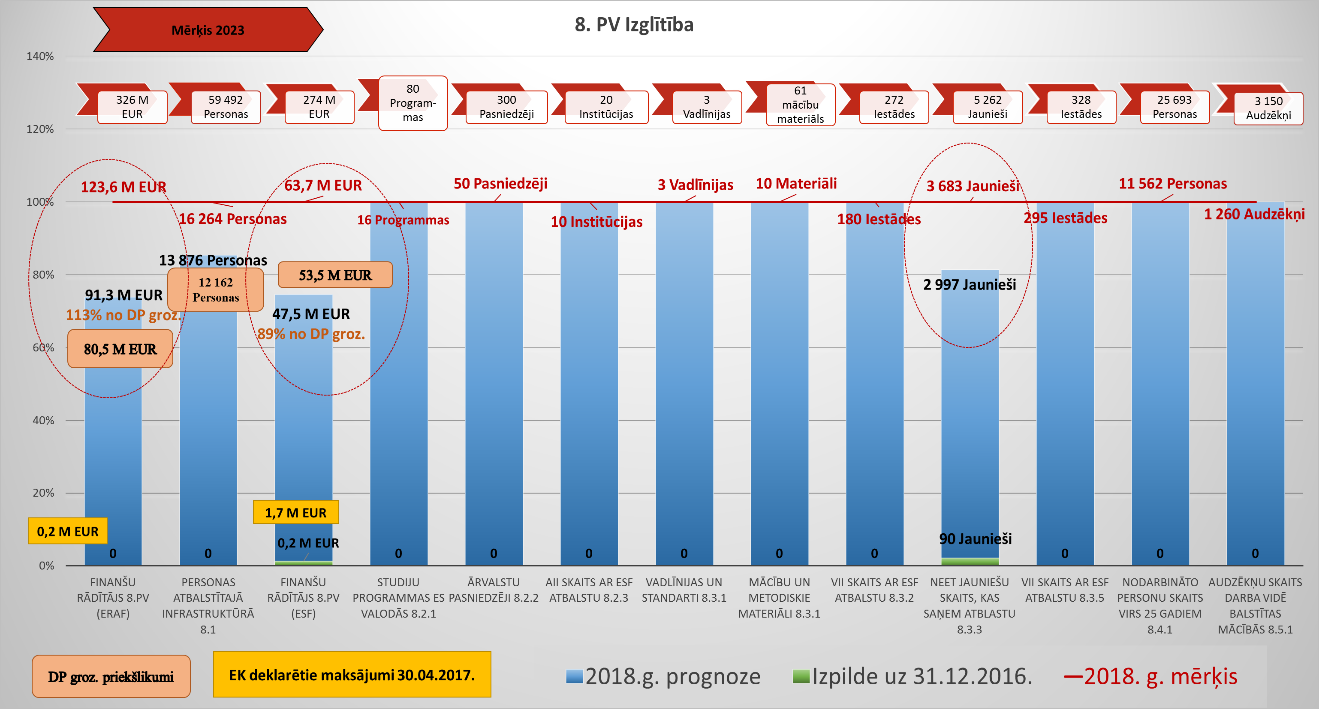 8. PV Izglītība
Mērķis 2023
140%
120%
100%
80%
60%
40%
20%
0%
326 M
EUR
59 492
Personas
274 M
EUR
80
Program-
mas
300
Pasniedzēji
20
Institūcijas
3
Vadlīnijas
61
mācību
materiāls
272
Iestādes
5 262
Jaunieši
328
Iestādes
25 693
Personas
3 150
Audzēkņi
123,6 M EUR
16 264 Personas
63,7 M EUR
16 Programmas
50 Pasniedzēji
10 Institūcijas
3 Vadlīnijas
10 Materiāli
180 Iestādes
3 683 Jaunieši
295 Iestādes
11 562 Personas
1 260 Audzēkņi
13 876 Personas
12 162
Personas
53,5 M EUR
91,3 M EUR
113% no DP groz.
80,5 M EUR
47,5 M EUR
89% no DP groz.
2 997 Jaunieši
0,2 M EUR
1,7 M EUR
0,2 M EUR
90 Jaunieši
0
0
0
0
0
0
0
0
0
0
0
FINANŠU
RĀDĪTĀJS 8.PV
(ERAF)
PERSONAS
ATBALSTĪTAJĀ
INFRASTRUKTŪRĀ
8.1
FINANŠU
RĀDĪTĀJS 8.PV
(ESF)
STUDIJU
PROGRAMMAS ES
VALODĀS 8.2.1
ĀRVALSTU
PASNIEDZĒJI 8.2.2
AII SKAITS AR ESF
ATBALSTU 8.2.3
VADLĪNIJAS UN
STANDARTI 8.3.1
MĀCĪBU UN
METODISKIE
MATERIĀLI 8.3.1
VII SKAITS AR ESF
ATBALSTU 8.3.2
NEET JAUNIEŠU
SKAITS, KAS
SAŅEM ATBLASTU
8.3.3
VII SKAITS AR ESF
ATBALSTU 8.3.5
NODARBINĀTO
PERSONU SKAITS
VIRS 25 GADIEM
8.4.1
AUDZĒKŅU SKAITS
DARBA VIDĒ
BALSTĪTAS
MĀCĪBĀS 8.5.1
DP groz. priekšlikumi
EK deklarētie maksājumi 30.04.2017.
2018.g. prognoze
Izpilde uz 31.12.2016.
2018. g. mērķis